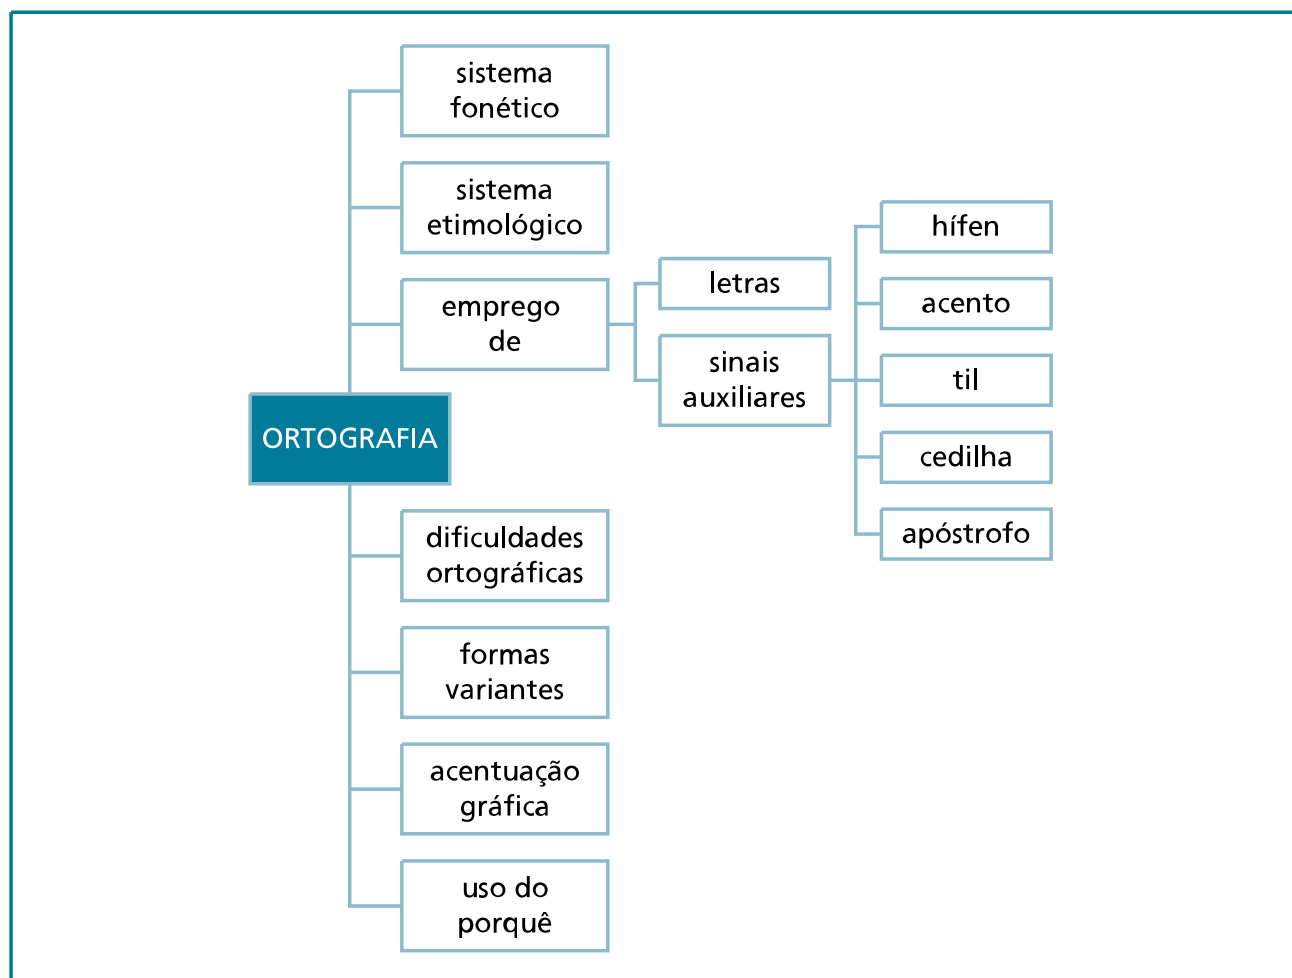 sistema
fonético
sistema
etimológico
emprego
de
letras
sinais
auxiliares
hífen
acento
til
cedilha
apóstrofo
ORTOGRAFIA
dificuldades
ortográficas
formas
variantes
acentuação
gráfica
uso do
porquê